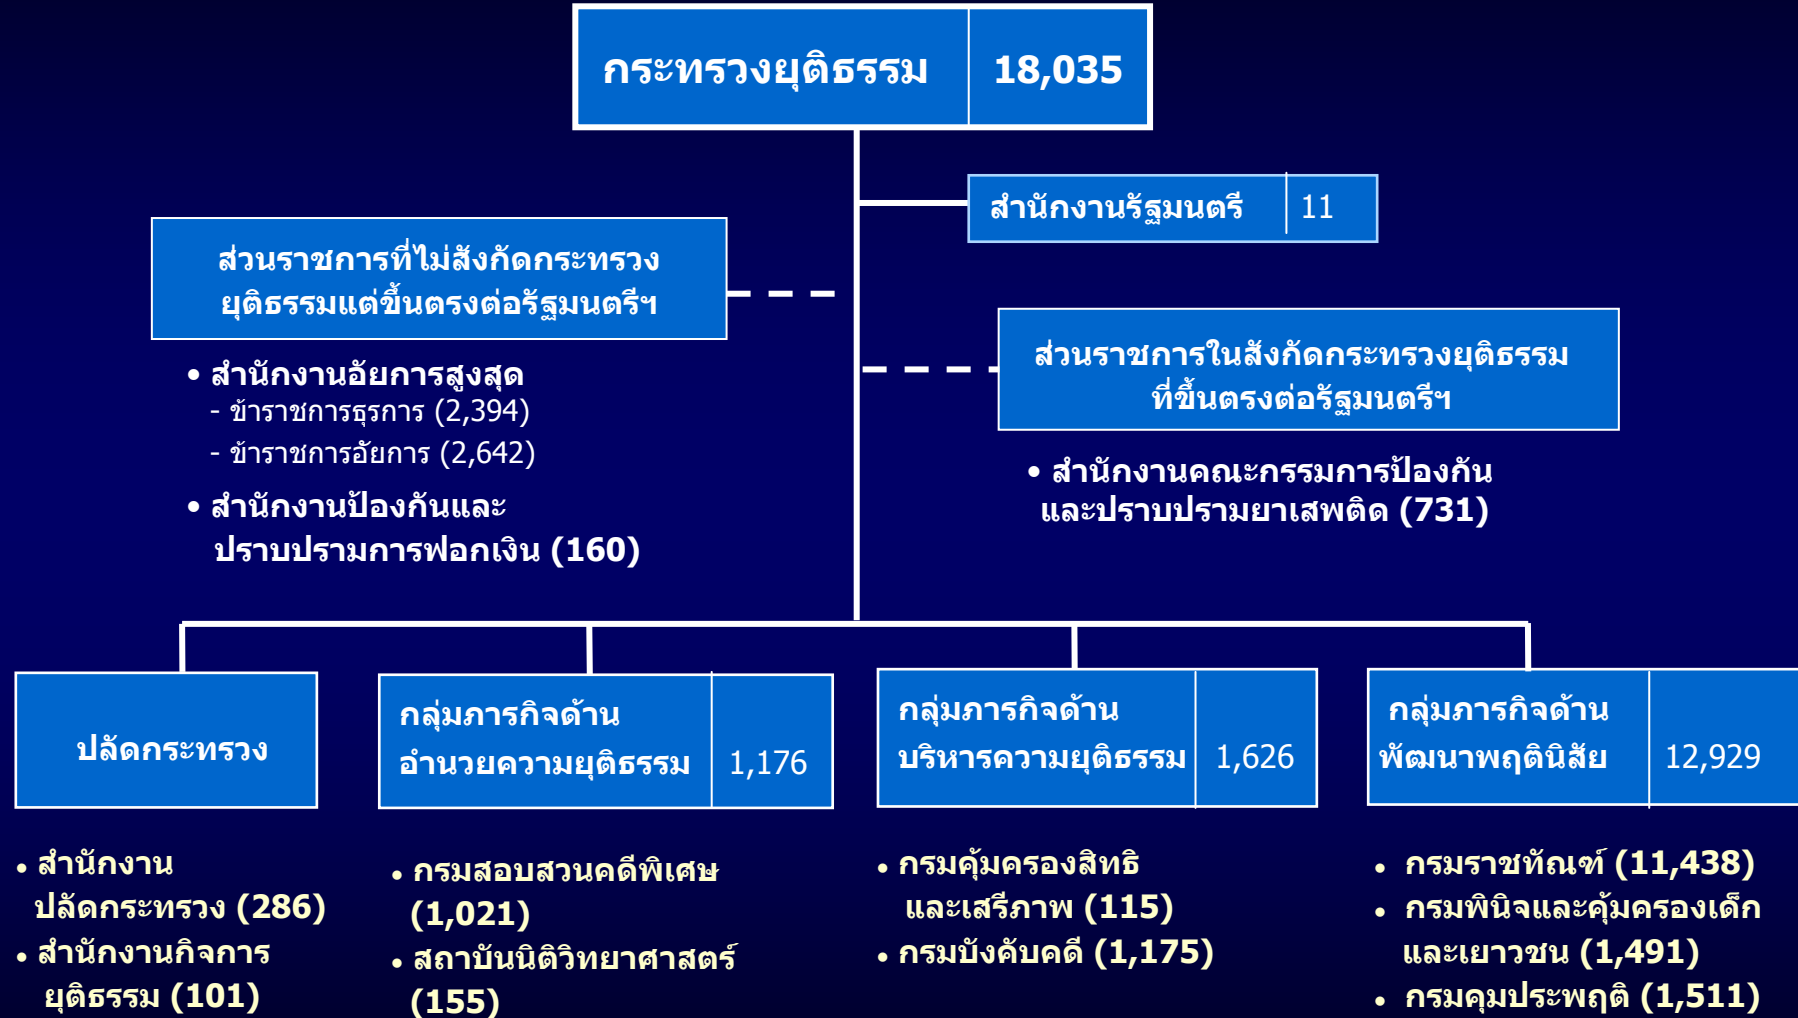 กระทรวงยุติธรรม 18,035
สำนักงานรัฐมนตรี 11
ส่วนราชการที่ไม่สังกัดกระทรวง
ยุติธรรมแต่ขึ้นตรงต่อรัฐมนตรีฯ
• สำนักงานอัยการสูงสุด
- ข้าราชการธุรการ (2,394)
- ข้าราชการอัยการ (2,642)
• สำนักงานป้องกันและ
ปราบปรามการฟอกเงิน (160)
ส่วนราชการในสังกัดกระทรวงยุติธรรม
ที่ขึ้นตรงต่อรัฐมนตรีฯ
• สำนักงานคณะกรรมการป้องกัน
และปราบปรามยาเสพติด (731)
ปลัดกระทรวง
• สำนักงาน
ปลัดกระทรวง (286)
• สำนักงานกิจการ
ยุติธรรม (101)
กลุ่มภารกิจด้าน
อำนวยความยุติธรรม 1,176
• กรมสอบสวนคดีพิเศษ
(1,021)
• สถาบันนิติวิทยาศาสตร์
(155)
กลุ่มภารกิจด้าน
บริหารความยุติธรรม 1,626
• กรมคุ้มครองสิทธิ
และเสรีภาพ (115)
• กรมบังคับคดี (1,175)
กลุ่มภารกิจด้าน
พัฒนาพฤตินิสัย 12,929
• กรมราชทัณฑ์ (11,438)
• กรมพินิจและคุ้มครองเด็ก
และเยาวชน (1,491)
• กรมคุมประพฤติ (1,511)